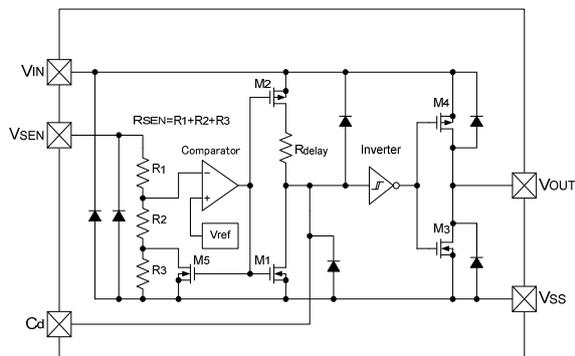 VIN
M2
M4
RSEN=R1+R2+R3
VSEN
Comparator
Rdelay
Inverter
R1
-
+
VOUT
R2
Vref
M3
M5
M1
R3
VSS
Cd